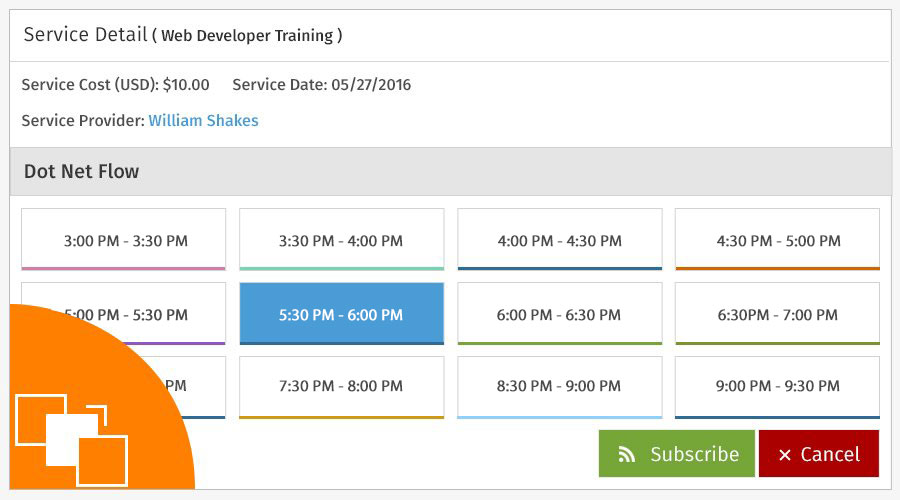 Service Detail ( Web Developer Training )
Service Cost (USD): $10.00 Service Date: 05/27/2016
Service Provider: William Shakes
Dot Net Flow
3:00 PM - 3:30 PM 3:30 PM - 4:00 PM 4:00 PM - 4:30 PM 4:30 PM - 5:00 PM
5:00 PM - 5:30 PM 5:30 PM - 6:00 PM 6:00 PM - 6:30 PM 6:30PM - 7:00 PM
PM 7:30 PM - 8:00 PM 8:30 PM - 9:00 PM 9:00 PM - 9:30 PM
Subscribe × Cancel